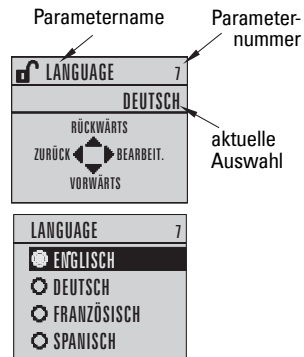 Parametername
Parameter-
nummer
LANGUAGE 7
DEUTSCH
RÜCKWÄRTS
ZURÜCK BEARBEIT.
VORWÄRTS
aktuelle
Auswahl
LANGUAGE 7
ENGLISCH
DEUTSCH
FRANZÖSISCH
SPANISCH